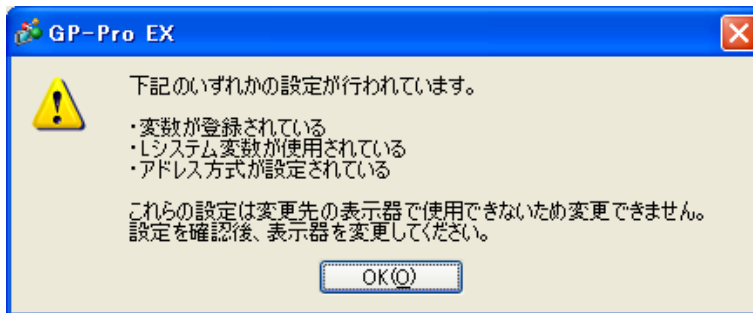 GP-Pro EX
下記のいずれかの設定が行われています。
・変数が登録されている
・Lシステム変数が使用されている
・アドレス方式が設定されている
これらの設定は変更先の表示器で使用できないため変更できません。
設定を確認後、表示器を変更してください。
OK(O)